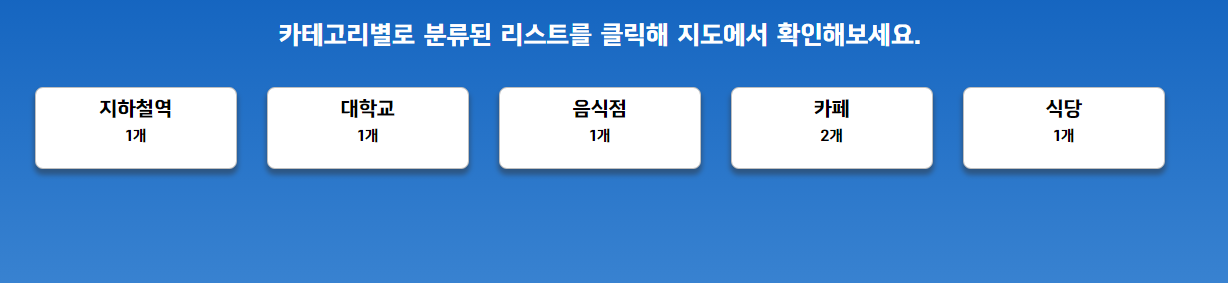 카테고리별로 분류된 리스트를 클릭해 지도에서 확인해보세요.
지하철역
1개
대학교
1개
음식점
1개
카페
2개
식당
1개